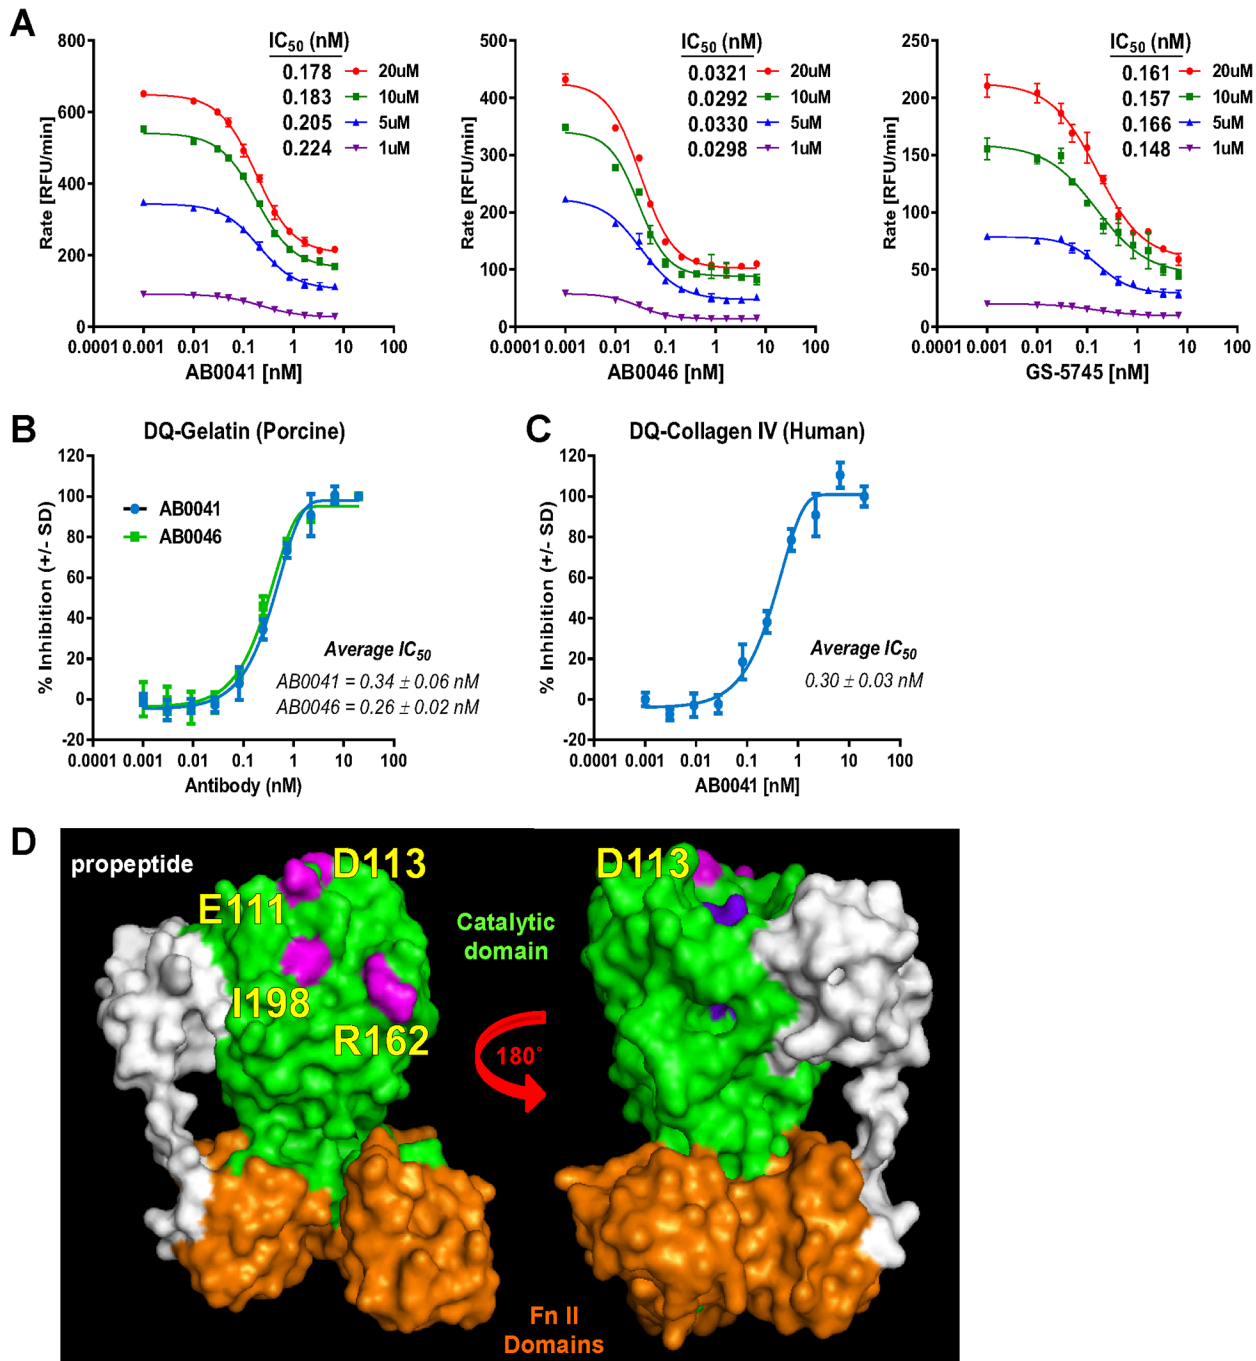 A
800
600
400
200
0
Rate [RFU/min]
0.0001 0.001 0.01 0.1 1 10 100
AB0041 [nM]
IC50 (nM)
0.178 20uM
0.183 10uM
0.205 5uM
0.224 1uM
500
400
300
200
100
0
Rate [RFU/min]
0.0001 0.001 0.01 0.1 1 10 100
AB0046 [nM]
IC50 (nM)
0.0321 20uM
0.0292 10uM
0.0330 5uM
0.0298 1uM
250
200
150
100
50
0
Rate [RFU/min]
0.0001 0.001 0.01 0.1 1 10 100
GS-5745 [nM]
IC50 (nM)
0.161 20uM
0.157 10uM
0.166 5uM
0.148 1uM
B
DQ-Gelatin (Porcine)
120
100
80
60
40
20
0
-20
% Inhibition (+/- SD)
AB0041
AB0046
Average IC50
AB0041 = 0.34 ± 0.06 nM
AB0046 = 0.26 ± 0.02 nM
0.0001 0.001 0.01 0.1 1 10 100
Antibody (nM)
C
DQ-Collagen IV (Human)
120
100
80
60
40
20
0
-20
% Inhibition (+/- SD)
Average IC50
0.30 ± 0.03 nM
0.0001 0.001 0.01 0.1 1 10 100
AB0041 [nM]
D
propeptide
D113
E111
I198
R162
Catalytic
domain
180°
D113
Fn II
Domains